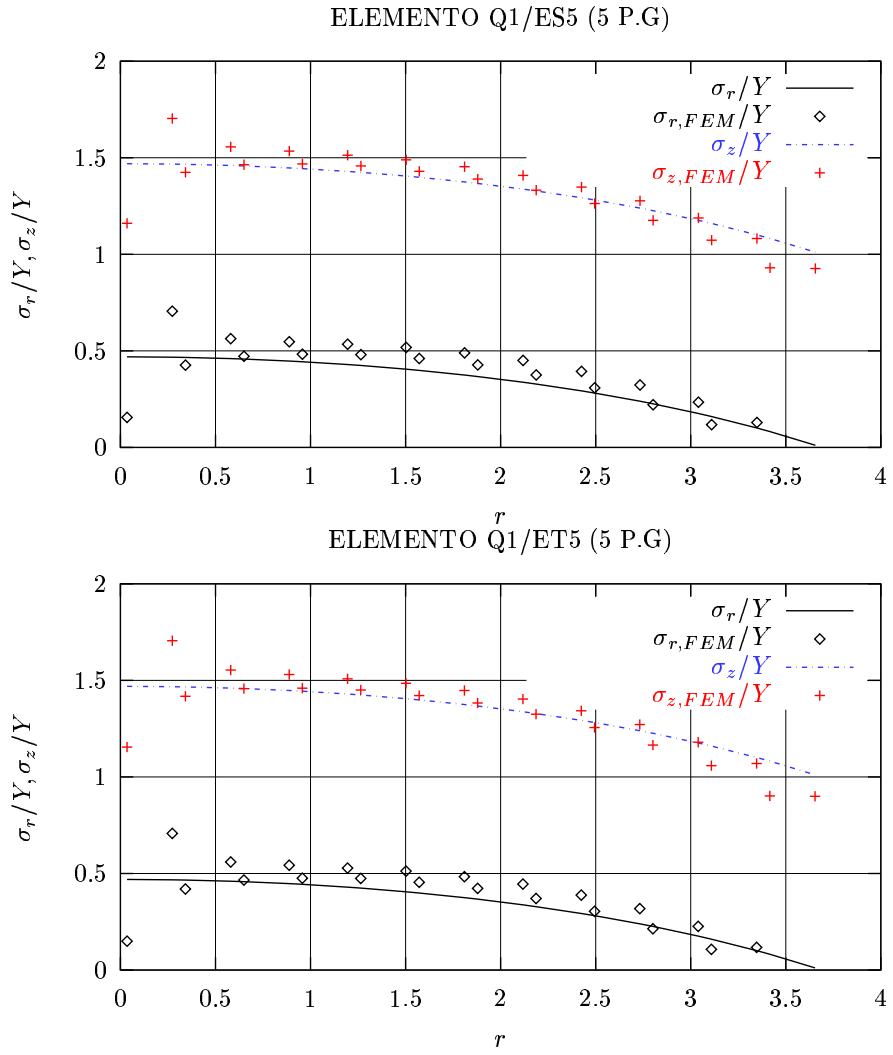 ELEMENTO Q1/ES5 (5 P.G)
2
1.5
1
0.5
0
σr/Y, σz/Y
σr/Y
σr,FEM/Y
σz/Y
σz,FEM/Y
0 0.5 1 1.5 2 2.5 3 3.5 4
r
ELEMENTO Q1/ET5 (5 P.G)
2
1.5
1
0.5
0
σr/Y, σz/Y
σr/Y
σr,FEM/Y
σz/Y
σz,FEM/Y
0 0.5 1 1.5 2 2.5 3 3.5 4
r